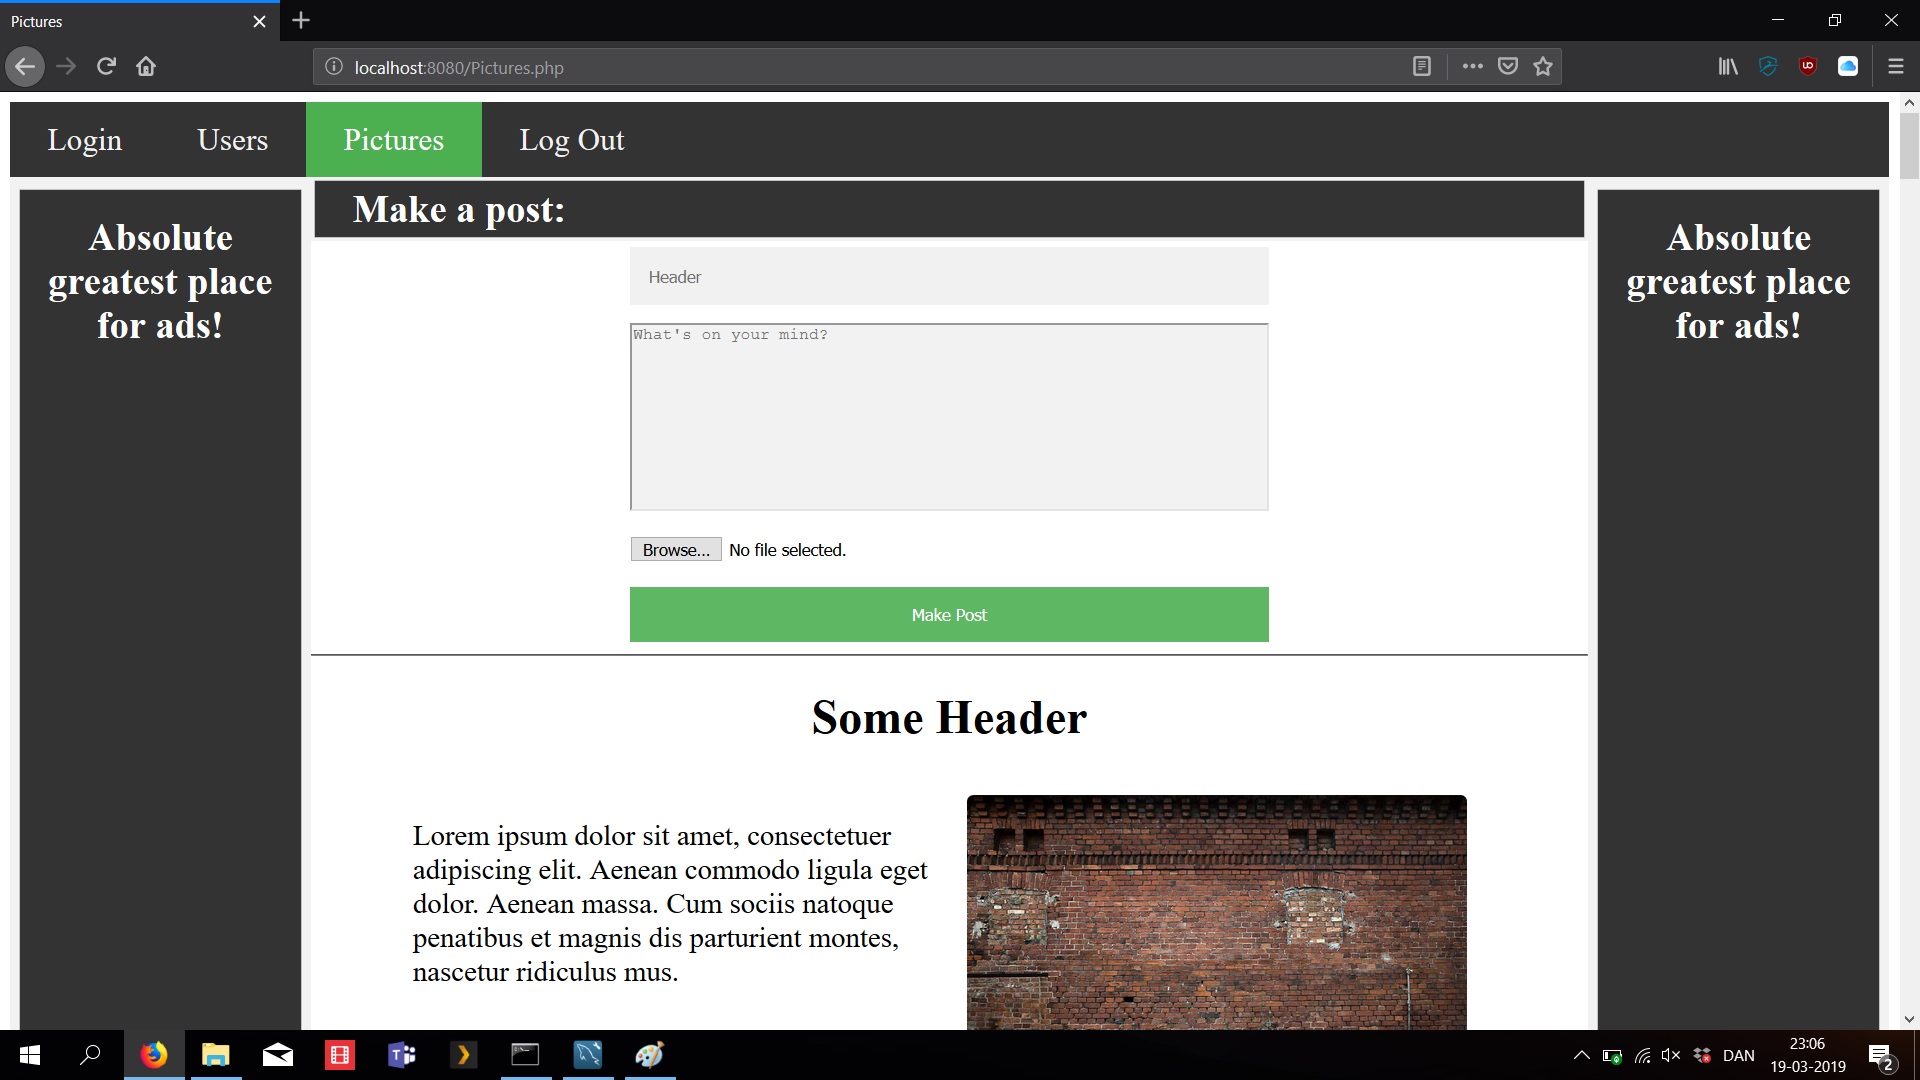 Pictures
localhost:8080/Pictures.php
Login
Users
Pictures
Log Out
Absolute
greatest place
for ads!
Make a post:
Header
What's on your mind?
Browse... No file selected.
Make Post
Some Header
Lorem ipsum dolor sit amet, consectetuer
adipiscing elit. Aenean commodo ligula eget
dolor. Aenean massa. Cum sociis natoque
penatibus et magnis dis parturient montes,
nascetur ridiculus mus.
Absolute
greatest place
for ads!
DAN
23:06
19-03-2019
2